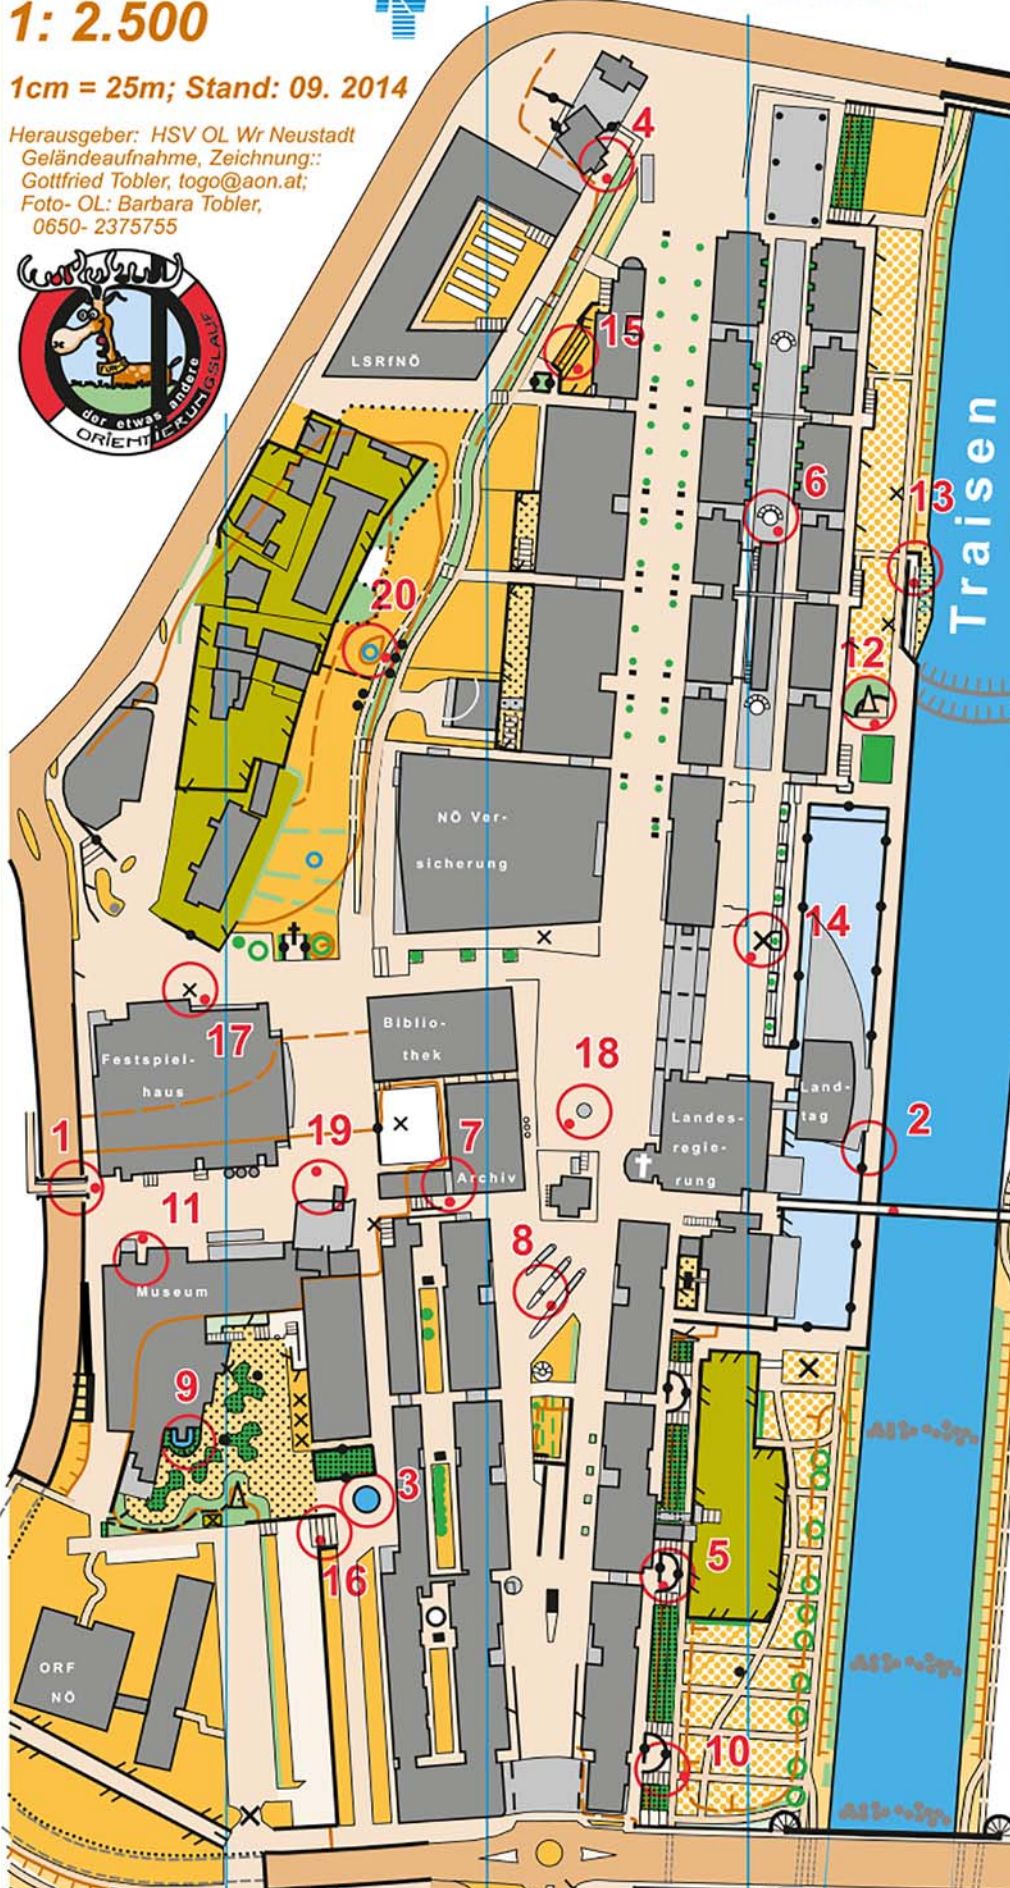 1: 2.500
1cm = 25m; Stand: 09. 2014
Herausgeber: HSV OL Wr Neustadt
Geländeaufnahme, Zeichnung::
Gottfried Tobler, togo@aon.at;
Foto- OL: Barbara Tobler,
0650- 2375755
der etwas andere
ORiENTiERUNGSLAUF
4
LSRfNÖ
15
6
13
Traisen
20
12
NÖ Ver-
sicherung
14
17
Biblio-
thek
18
Festspiel-
haus
Land-
tag
Landes-
regie-
rung
1
19
7
2
Archiv
11
8
Museum
9
3
5
16
ORF
NÖ
10